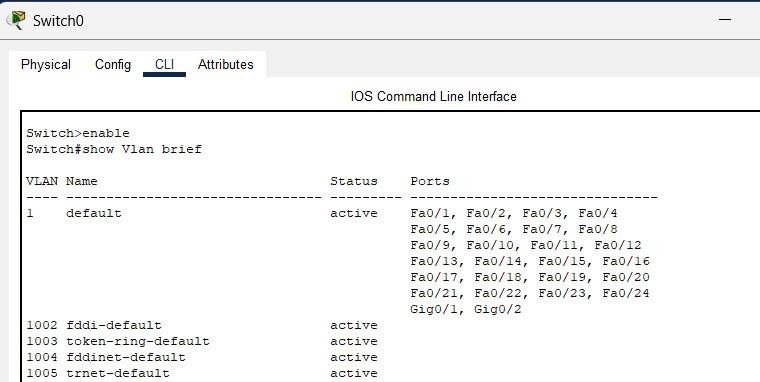 Switch0
Physical Config CLI Attributes
IOS Command Line Interface
Switch>enable
Switch#show Vlan brief
VLAN Name                             Status    Ports
---- -------------------------------- --------- -------------------------------
1    default                          active    Fa0/1, Fa0/2, Fa0/3, Fa0/4
                                                Fa0/5, Fa0/6, Fa0/7, Fa0/8
                                                Fa0/9, Fa0/10, Fa0/11, Fa0/12
                                                Fa0/13, Fa0/14, Fa0/15, Fa0/16
                                                Fa0/17, Fa0/18, Fa0/19, Fa0/20
                                                Fa0/21, Fa0/22, Fa0/23, Fa0/24
                                                Gig0/1, Gig0/2
1002 fddi-default                     active
1003 token-ring-default               active
1004 fddinet-default                  active
1005 trnet-default                    active